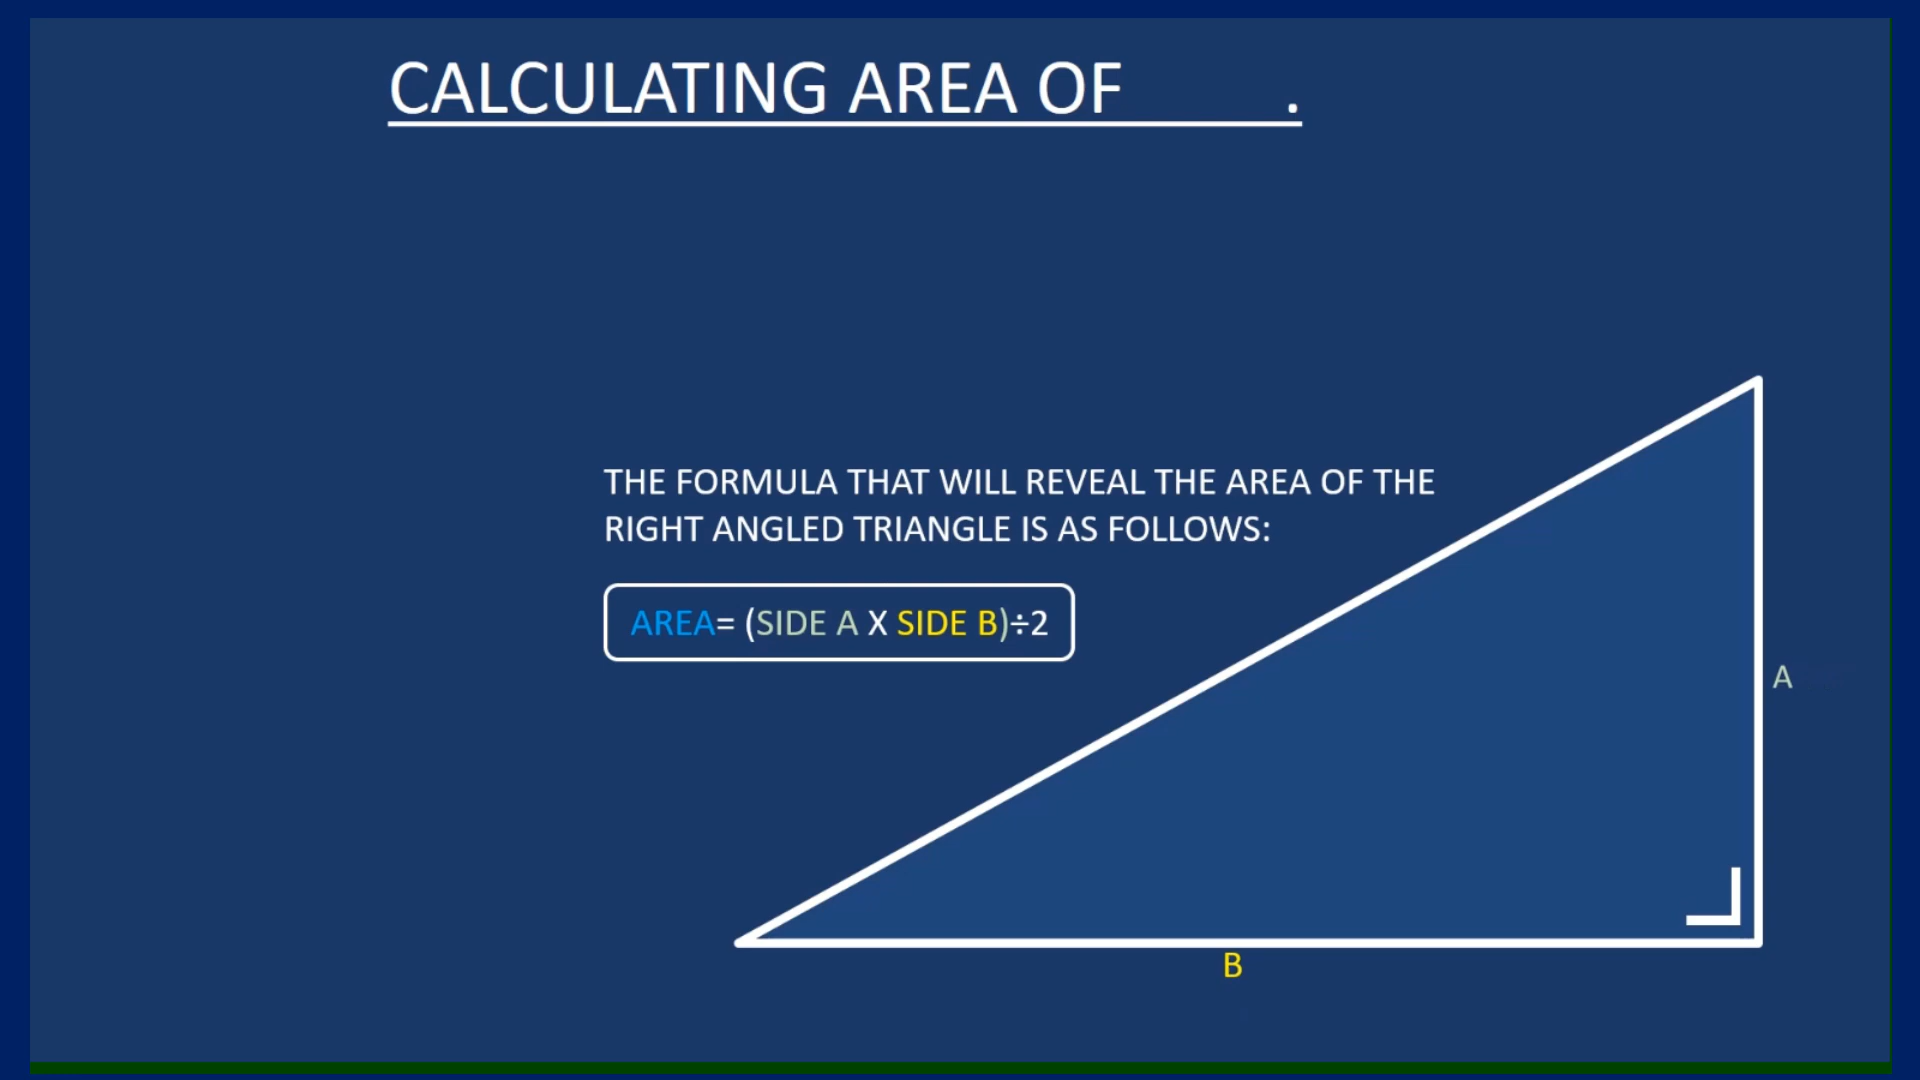 CALCULATING AREA OF .
THE FORMULA THAT WILL REVEAL THE AREA OF THE
RIGHT ANGLED TRIANGLE IS AS FOLLOWS:
AREA= (SIDE A X SIDE B)÷2
A
B